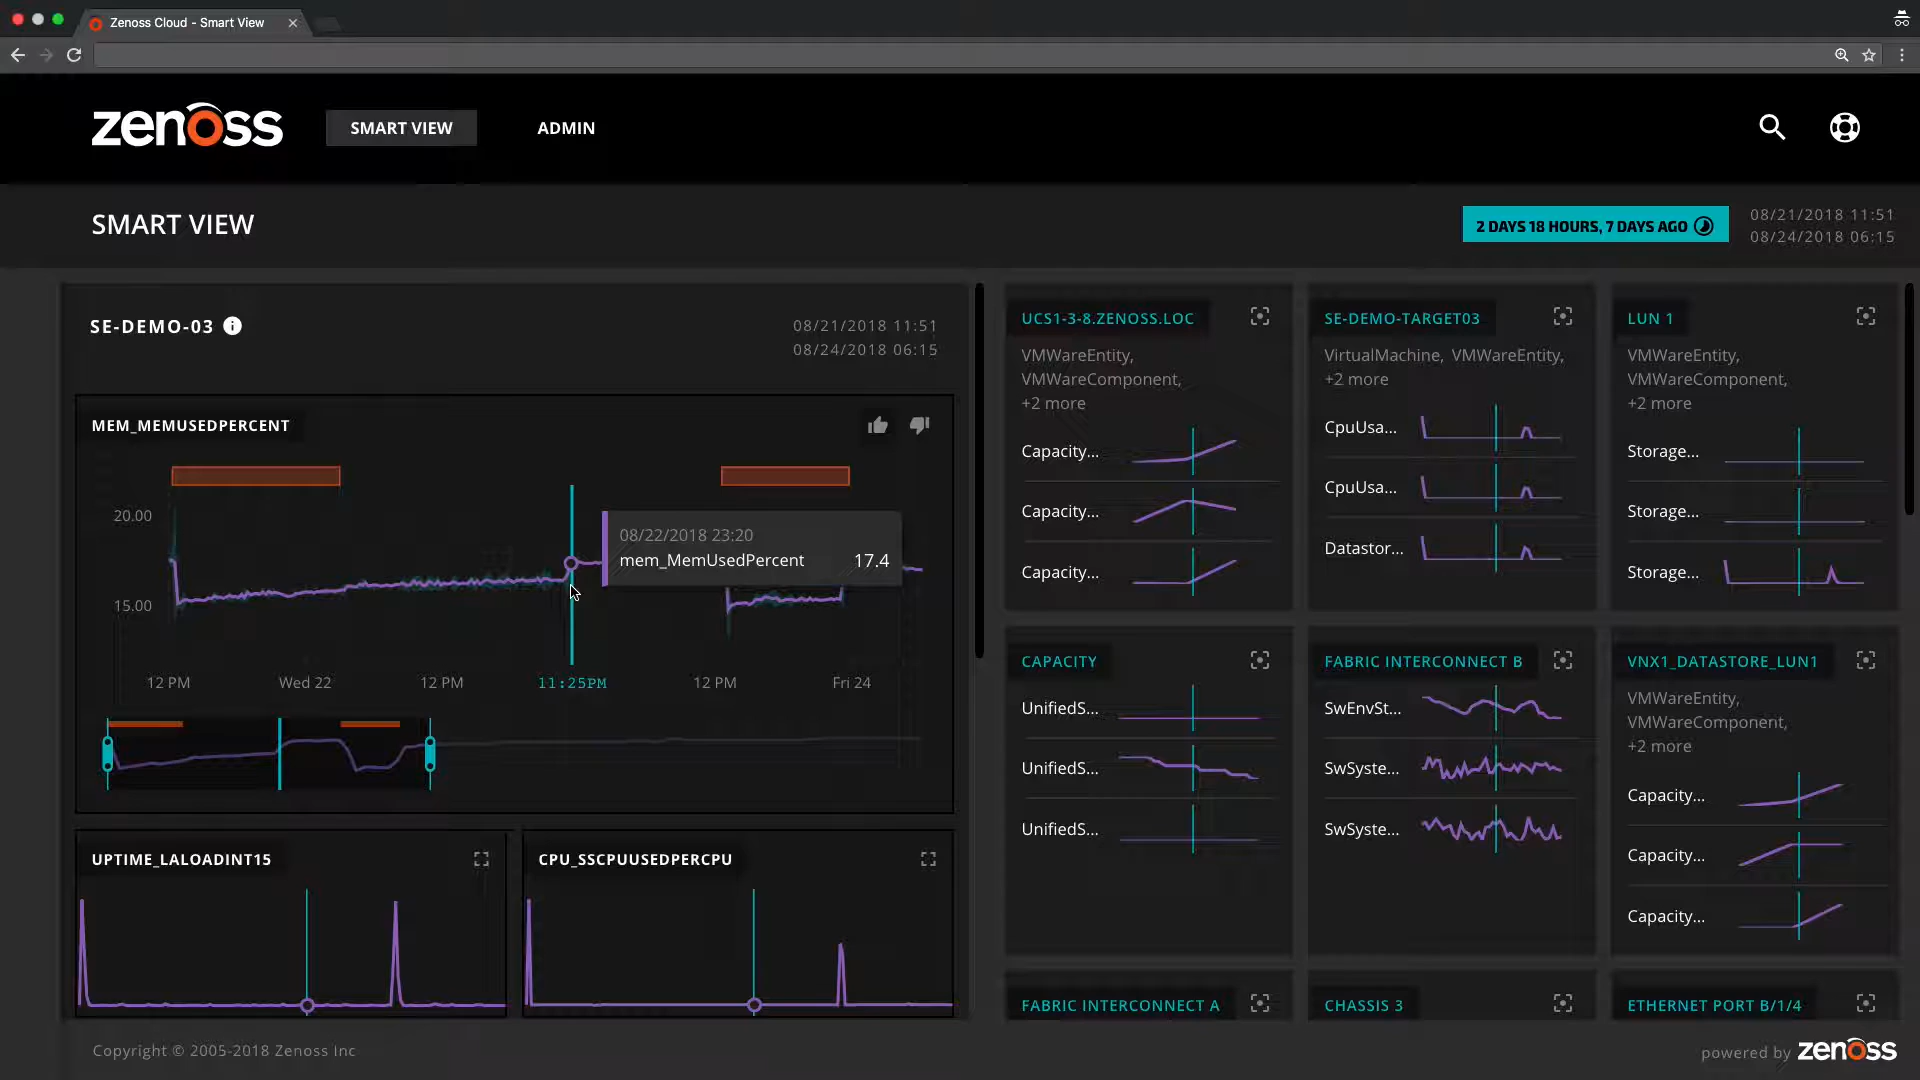 Zenoss Cloud - Smart View
zenoss
SMART VIEW
ADMIN
SMART VIEW
2 DAYS 18 HOURS, 7 DAYS AGO
08/21/2018 11:51
08/24/2018 06:15
SE-DEMO-03
08/21/2018 11:51
08/24/2018 06:15
MEM_MEMUSEDPERCENT
20.00
15.00
08/22/2018 23:20
mem_MemUsedPercent 17.4
12 PM
Wed 22
12 PM
11:25PM
12 PM
Fri 24
UPTIME_LALOADINT15
CPU_SSCPUUSEDPERCPU
UCS1-3-8.ZENOSS.LOC
VMWareEntity,
VMWareComponent,
+2 more
Capacity...
Capacity...
Capacity...
SE-DEMO-TARGET03
VirtualMachine, VMWareEntity,
+2 more
CpuUsa...
CpuUsa...
Datastor...
LUN 1
VMWareEntity,
VMWareComponent,
+2 more
Storage...
Storage...
Storage...
CAPACITY
UnifiedS...
UnifiedS...
UnifiedS...
FABRIC INTERCONNECT B
SwEnvSt...
SwSyste...
SwSyste...
VNX1_DATASTORE_LUN1
VMWareEntity,
VMWareComponent,
+2 more
Capacity...
Capacity...
Capacity...
FABRIC INTERCONNECT A
CHASSIS 3
ETHERNET PORT B/1/4
Copyright © 2005-2018 Zenoss Inc
powered by zenoss